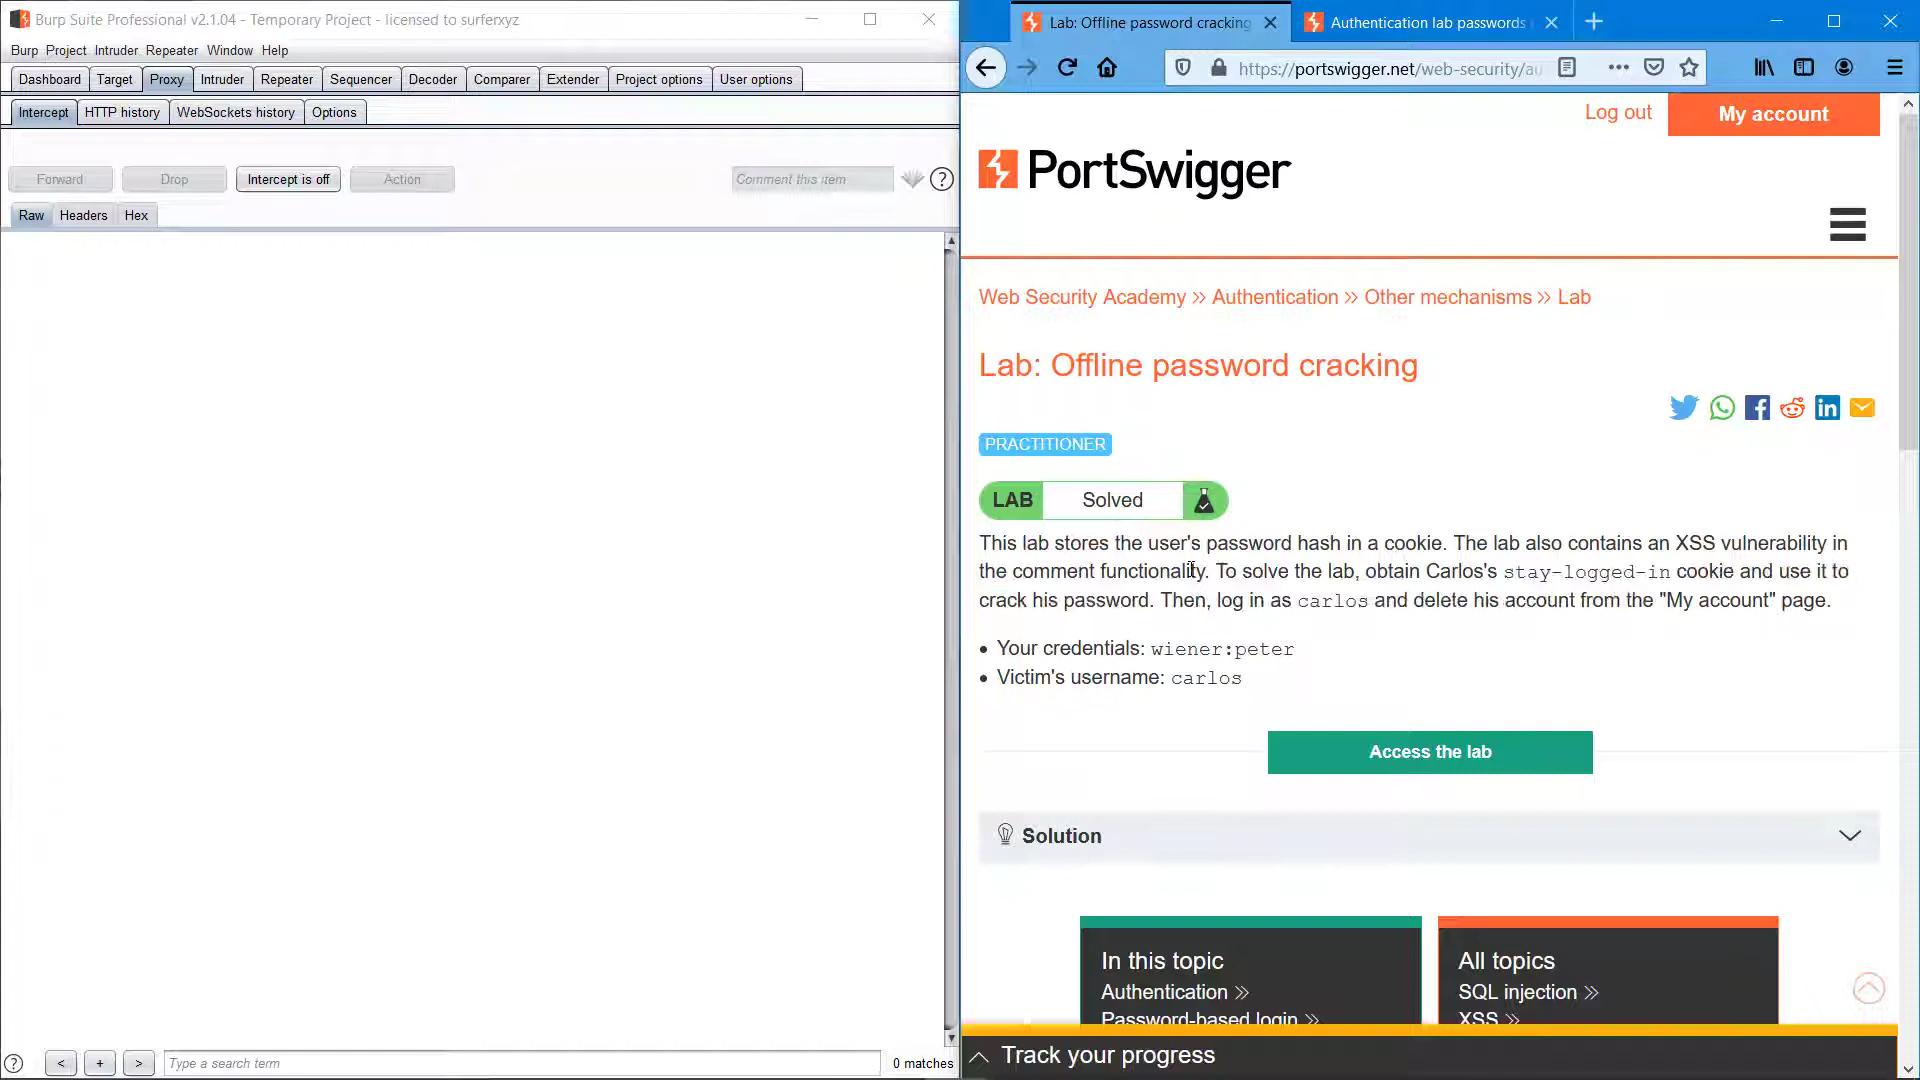 Burp Suite Professional v2.1.04 - Temporary Project - licensed to surferxyz
Burp Project Intruder Repeater Window Help
Dashboard Target Proxy Intruder Repeater Sequencer Decoder Comparer Extender Project options User options
Intercept HTTP history WebSockets history Options
Forward Drop Intercept is off Action Comment this item ?
Raw Headers Hex
? < + > Type a search term 0 matches
Lab: Offline password cracking Authentication lab passwords
https://portswigger.net/web-security/au
Log out My account
PortSwigger
Web Security Academy >> Authentication >> Other mechanisms >> Lab
Lab: Offline password cracking
PRACTITIONER
LAB Solved
This lab stores the user's password hash in a cookie. The lab also contains an XSS vulnerability in
the comment functionality. To solve the lab, obtain Carlos's stay-logged-in cookie and use it to
crack his password. Then, log in as carlos and delete his account from the "My account" page.
• Your credentials: wiener:peter
• Victim's username: carlos
Access the lab
Solution
In this topic
Authentication >>
Password-based login >>
All topics
SQL injection >>
XSS >>
Track your progress